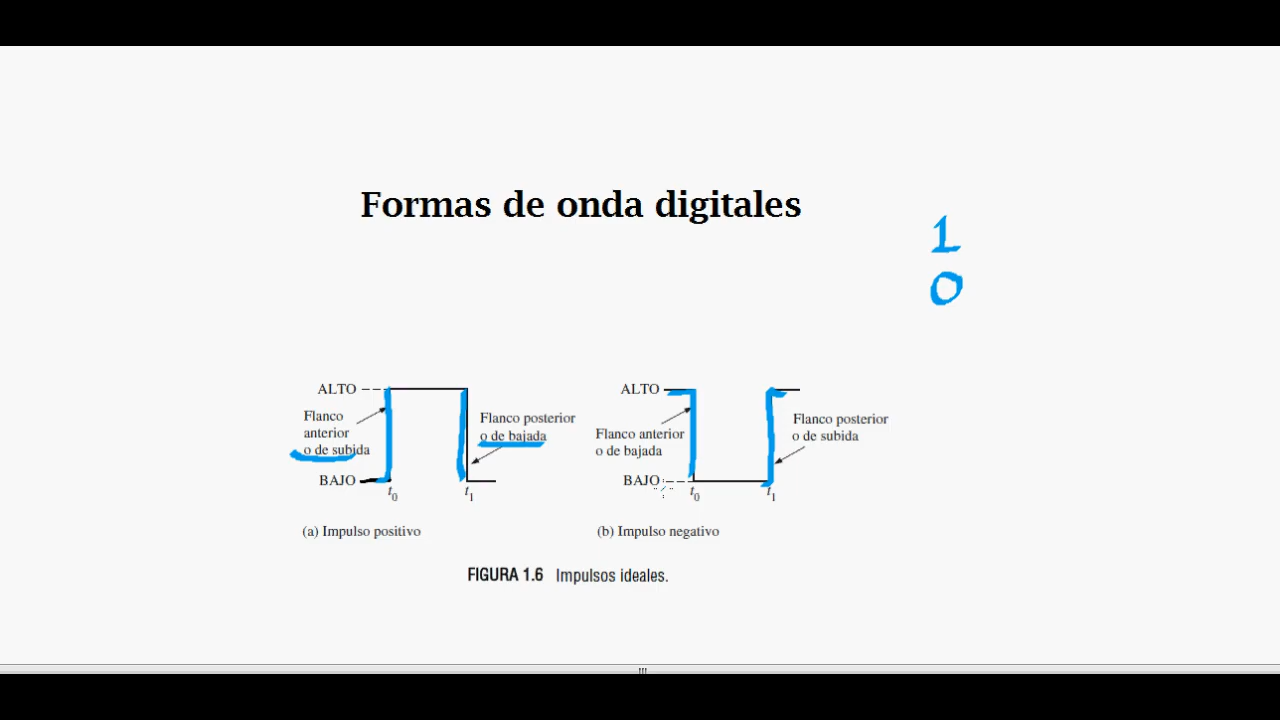 Formas de onda digitales
1
0
ALTO
Flanco
anterior
o de subida
BAJO
t0
t1
Flanco posterior
o de bajada
(a) Impulso positivo
ALTO
Flanco anterior
o de bajada
BAJO
t0
t1
Flanco posterior
o de subida
(b) Impulso negativo
FIGURA 1.6 Impulsos ideales.